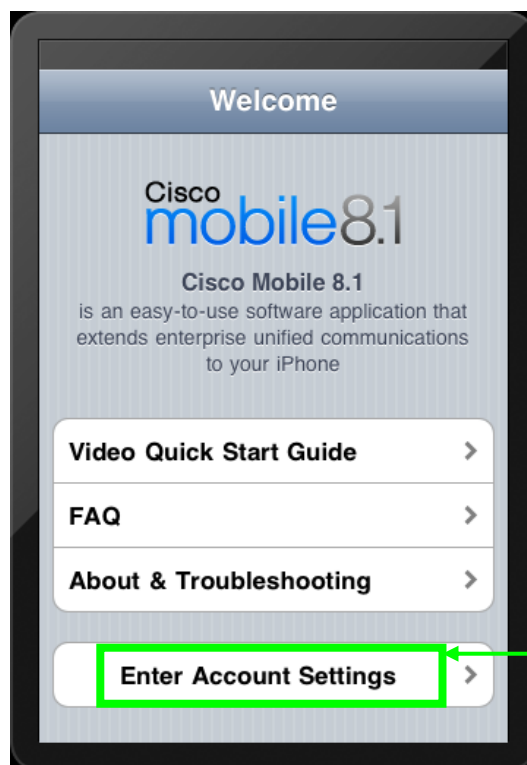 Welcome
Cisco
mobile8.1
Cisco Mobile 8.1
is an easy-to-use software application that
extends enterprise unified communications
to your iPhone
Video Quick Start Guide
FAQ
About & Troubleshooting
Enter Account Settings